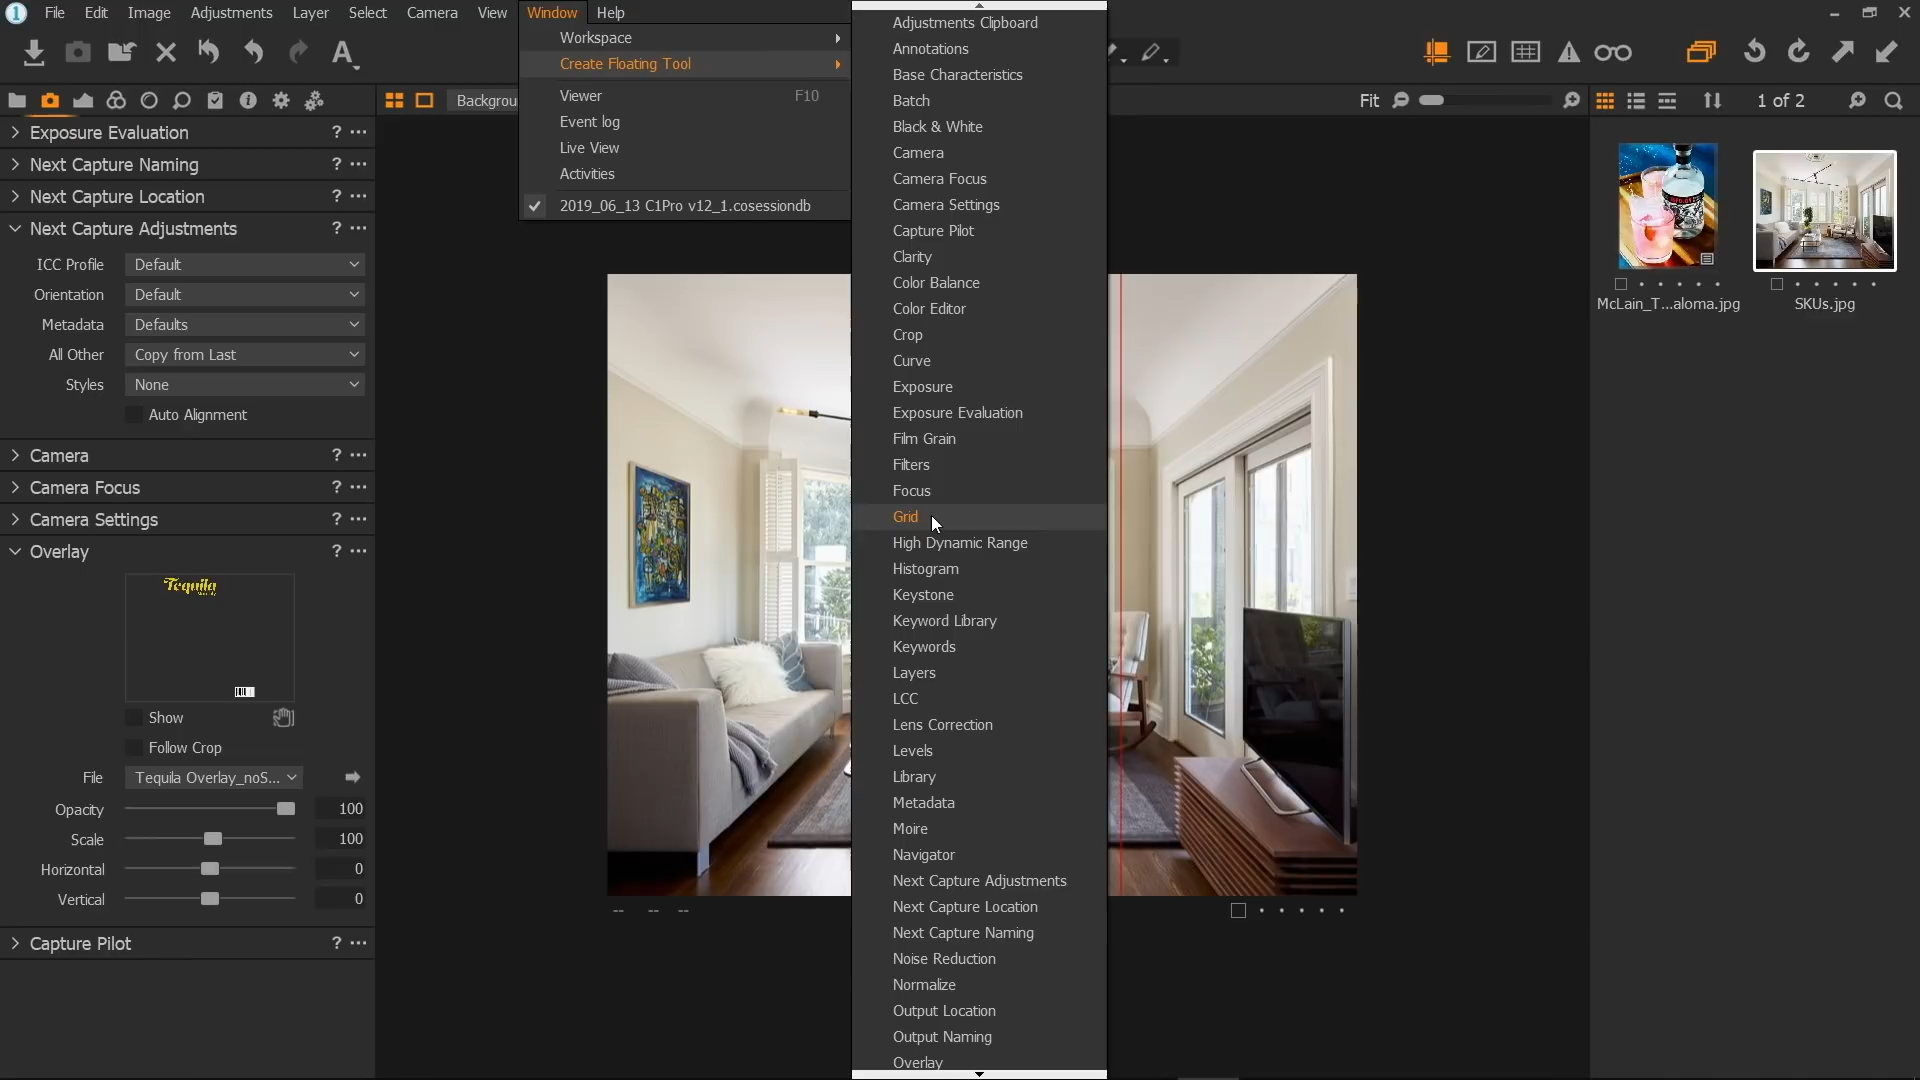 File Edit Image Adjustments Layer Select Camera View Window Help
Workspace
Create Floating Tool
Viewer F10
Event log
Live View
Activities
2019_06_13 C1Pro v12_1.cosessiondb
Adjustments Clipboard
Annotations
Base Characteristics
Batch
Black & White
Camera
Camera Focus
Camera Settings
Capture Pilot
Clarity
Color Balance
Color Editor
Crop
Curve
Exposure
Exposure Evaluation
Film Grain
Filters
Focus
Grid
High Dynamic Range
Histogram
Keystone
Keyword Library
Keywords
Layers
LCC
Lens Correction
Levels
Library
Metadata
Moire
Navigator
Next Capture Adjustments
Next Capture Location
Next Capture Naming
Noise Reduction
Normalize
Output Location
Output Naming
Overlay
Backgrou
Fit
1 of 2
McLain_T...aloma.jpg
SKUs.jpg
Exposure Evaluation ? ...
Next Capture Naming ? ...
Next Capture Location ? ...
Next Capture Adjustments ? ...
ICC Profile Default
Orientation Default
Metadata Defaults
All Other Copy from Last
Styles None
Auto Alignment
Camera ? ...
Camera Focus ? ...
Camera Settings ? ...
Overlay ? ...
Tequila
Show
Follow Crop
File Tequila Overlay_noS...
Opacity 100
Scale 100
Horizontal 0
Vertical 0
Capture Pilot ? ...
-- -- --